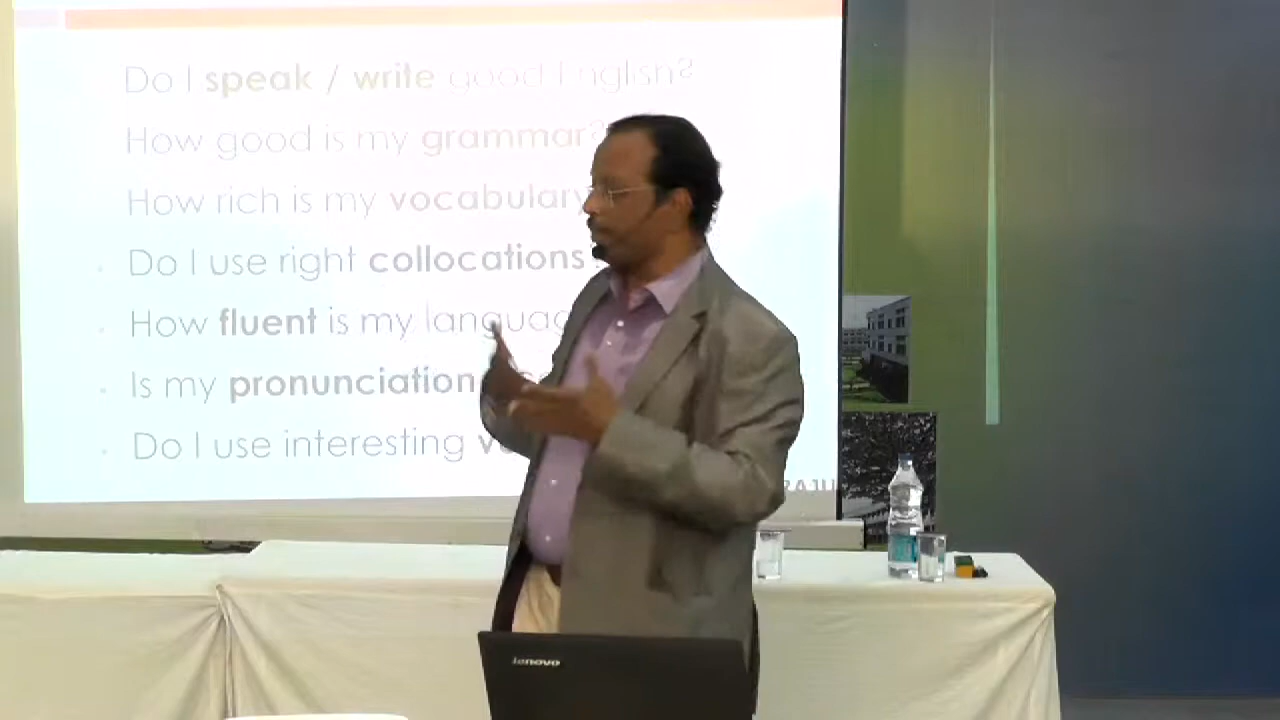 Do I speak / write good English?
How good is my grammar?
How rich is my vocabulary
Do I use right collocations?
How fluent is my
Is my pronunciation
Do I use interesting
RAJU
lenovo